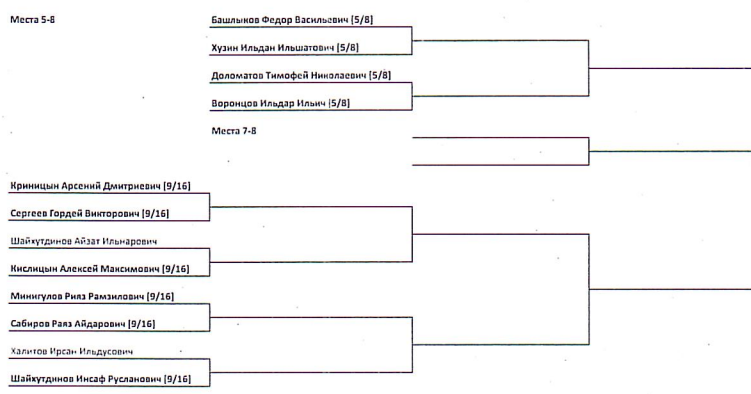 Места 5-8
Башлыков Федор Васильевич [5/8]
Хузин Ильдан Ильшатович [5/8]
Доломатов Тимофей Николаевич [5/8]
Воронцов Ильдар Ильич [5/8]
Места 7-8
Криницын Арсений Дмитриевич [9/16]
Сергеев Гордей Викторович [9/16]
Шайхутдинов Айзат Ильнарович
Кислицын Алексей Максимович [9/16]
Минигулов Рияз Рамзилович [9/16]
Сабиров Раяз Айдарович [9/16]
Халитов Ирсан Ильдусович
Шайхутдинов Инсаф Русланович [9/16]